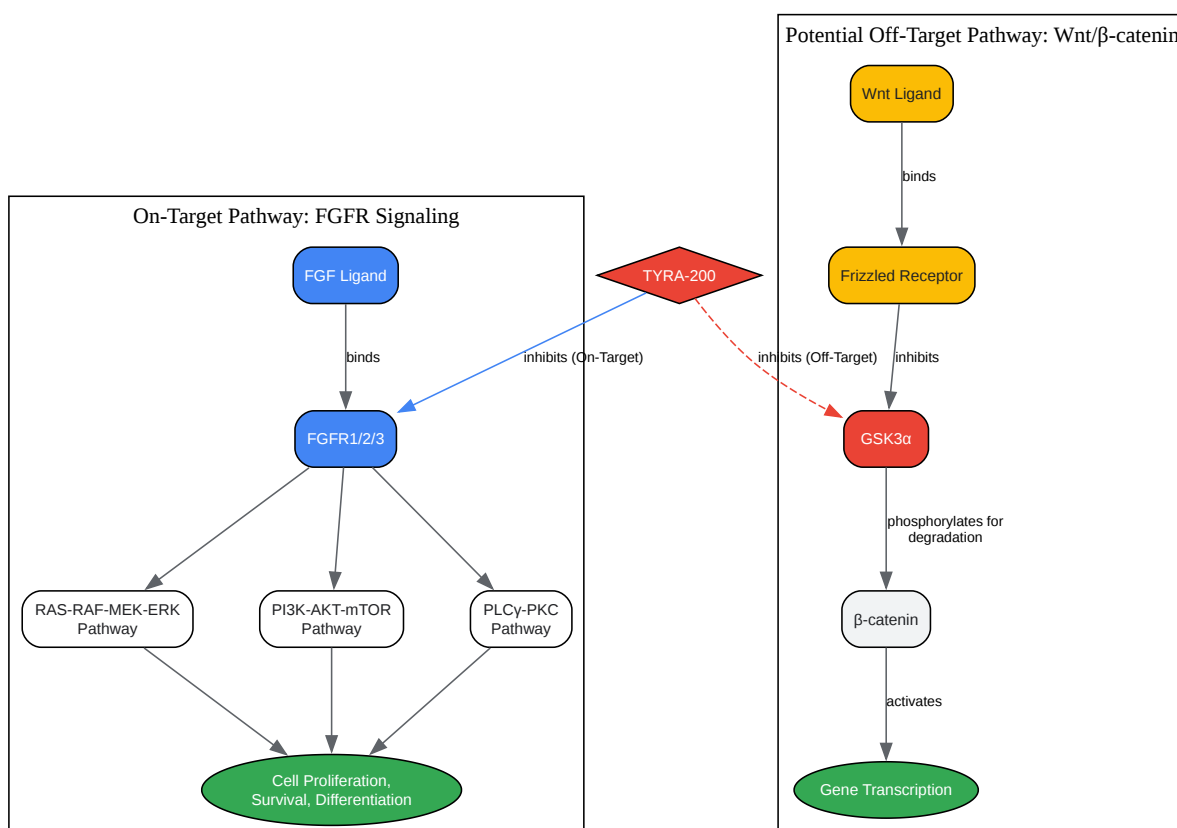 Potential Off-Target Pathway: Wnt/β-catenin
Wnt Ligand
binds
On-Target Pathway: FGFR Signaling
FGF Ligand
TYRA-200
Frizzled Receptor
binds
inhibits (On-Target)
inhibits (Off-Target)
inhibits
FGFR1/2/3
GSK3α
phosphorylates for
degradation
RAS-RAF-MEK-ERK
Pathway
PI3K-AKT-mTOR
Pathway
PLCγ-PKC
Pathway
β-catenin
activates
Cell Proliferation,
Survival, Differentiation
Gene Transcription